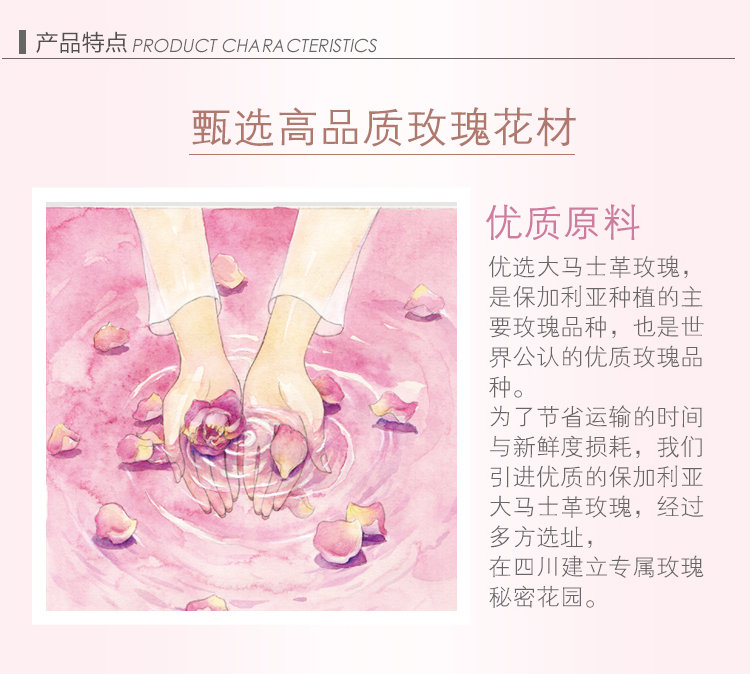 产品特点 PRODUCT CHARACTERISTICS
甄选高品质玫瑰花材
优质原料
优选大马士革玫瑰，
是保加利亚种植的主
要玫瑰品种，也是世
界公认的优质玫瑰品
种。
为了节省运输的时间
与新鲜度损耗，我们
引进优质的保加利亚
大马士革玫瑰，经过
多方选址，
在四川建立专属玫瑰
秘密花园。